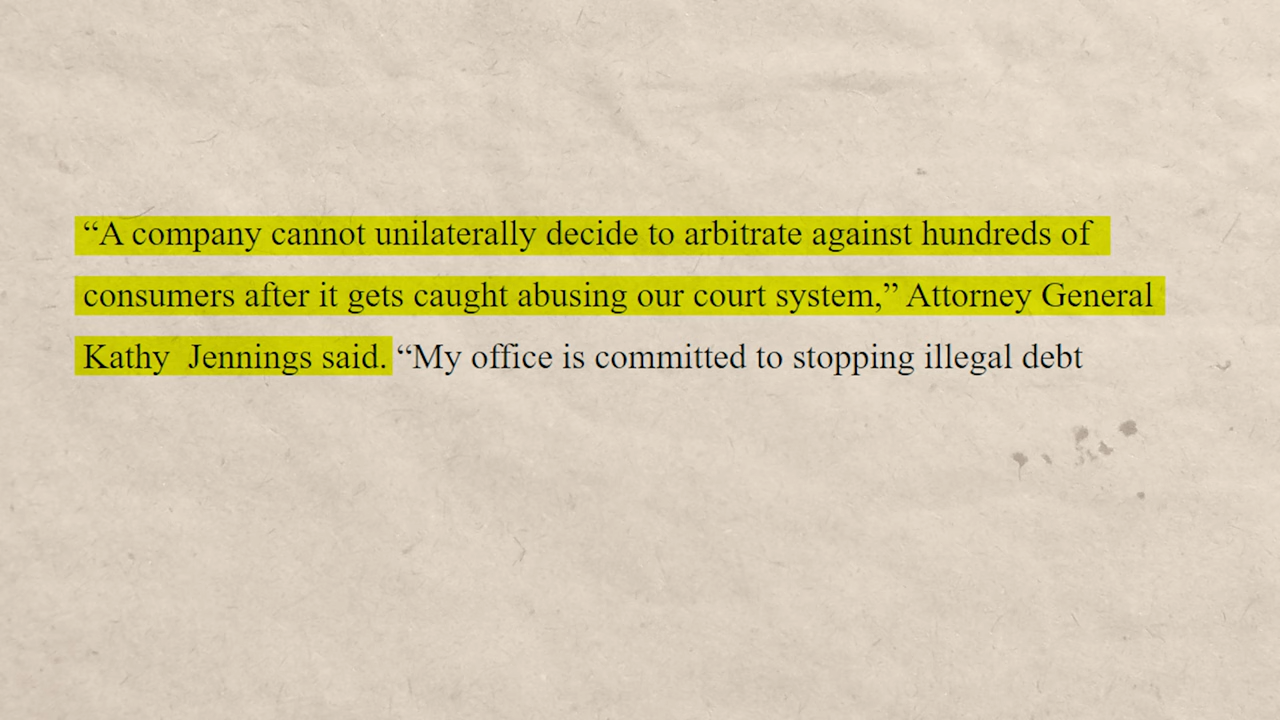 “A company cannot unilaterally decide to arbitrate against hundreds of
consumers after it gets caught abusing our court system,” Attorney General
Kathy  Jennings said. “My office is committed to stopping illegal debt